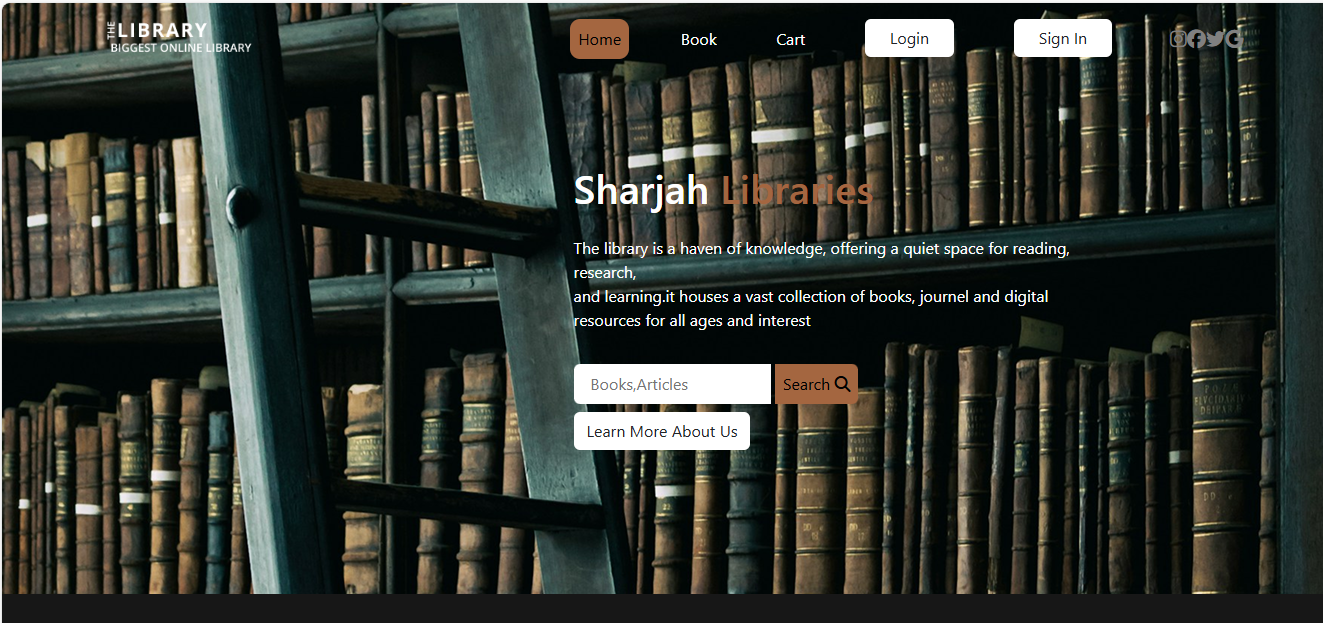 THE LIBRARY
BIGGEST ONLINE LIBRARY
Home Book Cart Login Sign In
Sharjah Libraries
The library is a haven of knowledge, offering a quiet space for reading,
research,
and learning.it houses a vast collection of books, journel and digital
resources for all ages and interest
Books,Articles Search
Learn More About Us